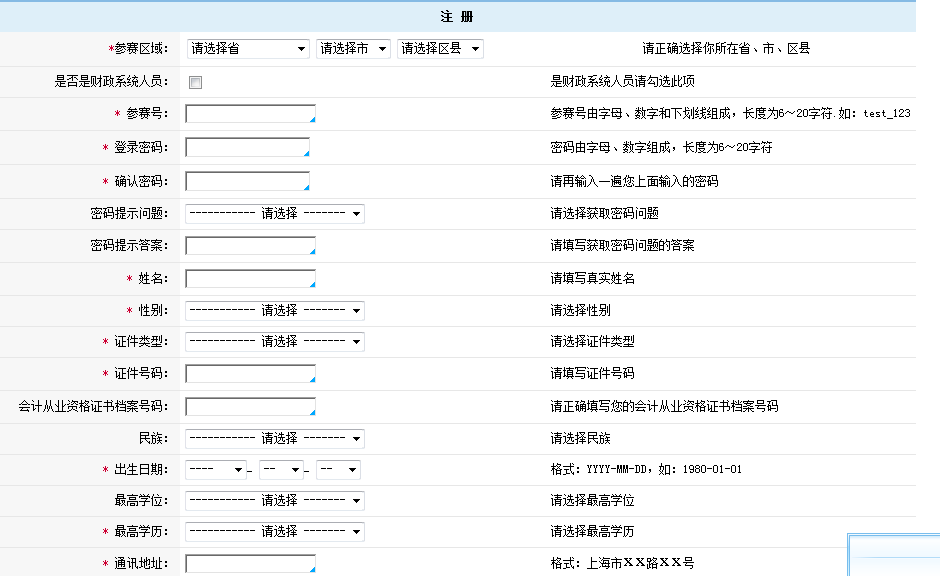 注 册
*参赛区域： 请选择省 请选择市 请选择区县 请正确选择你所在省、市、区县
是否是财政系统人员： 是财政系统人员请勾选此项
* 参赛号： 参赛号由字母、数字和下划线组成，长度为6～20字符.如：test_123
* 登录密码： 密码由字母、数字组成，长度为6～20字符
* 确认密码： 请再输入一遍您上面输入的密码
密码提示问题： ----------- 请选择 ------- 请选择获取密码问题
密码提示答案： 请填写获取密码问题的答案
* 姓名： 请填写真实姓名
* 性别： ----------- 请选择 ------- 请选择性别
* 证件类型： ----------- 请选择 ------- 请选择证件类型
* 证件号码： 请填写证件号码
会计从业资格证书档案号码： 请正确填写您的会计从业资格证书档案号码
民族： ----------- 请选择 ------- 请选择民族
* 出生日期： ---- - -- - -- 格式：YYYY-MM-DD，如：1980-01-01
最高学位： ----------- 请选择 ------- 请选择最高学位
* 最高学历： ----------- 请选择 ------- 请选择最高学历
* 通讯地址： 格式：上海市ＸＸ路ＸＸ号